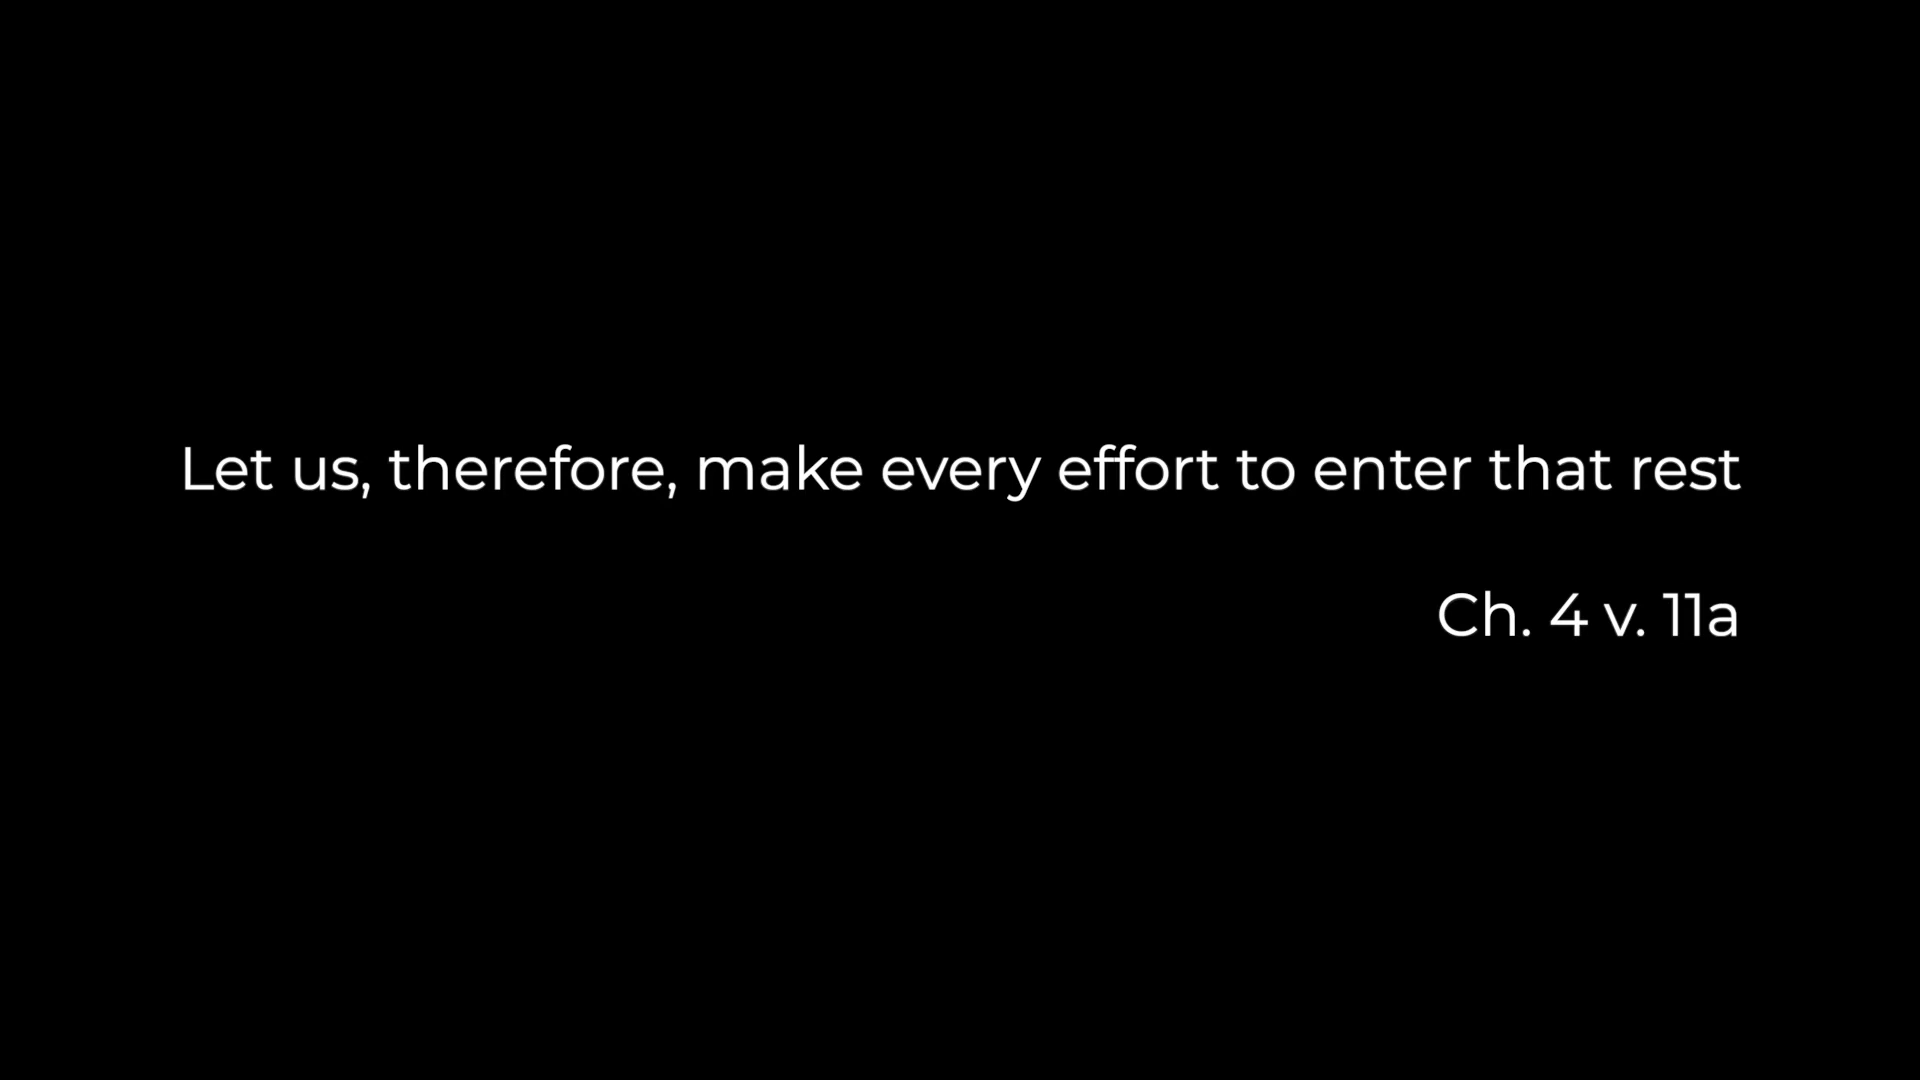 Let us, therefore, make every effort to enter that rest
Ch. 4 v. 11a